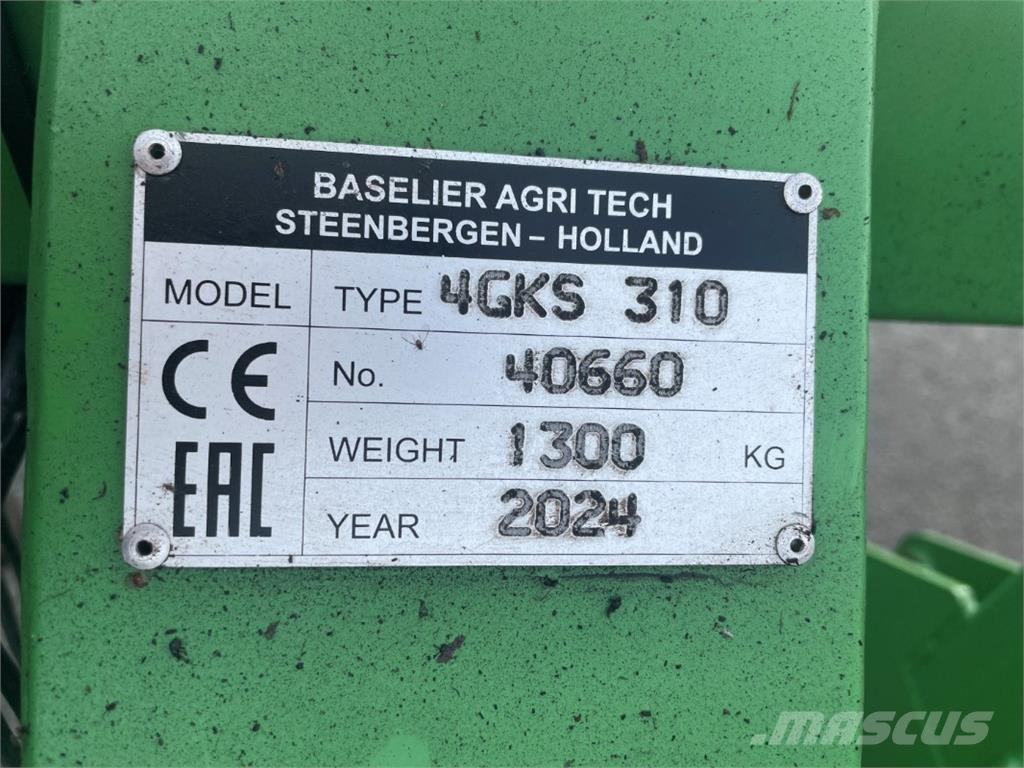 BASELIER AGRI TECH
STEENBERGEN – HOLLAND
MODEL TYPE 4GKS 310
CE No. 40660
EAC WEIGHT 1300 KG
YEAR 2024
MASCUS